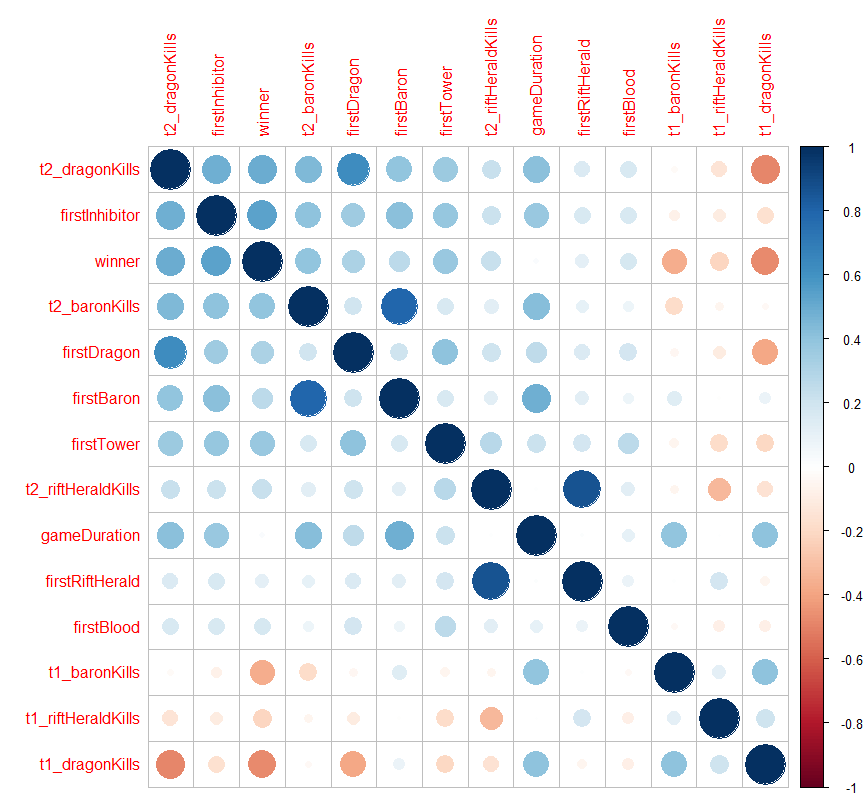 t2_dragonKills
firstInhibitor
winner
t2_baronKills
firstDragon
firstBaron
firstTower
t2_riftHeraldKills
gameDuration
firstRiftHerald
firstBlood
t1_baronKills
t1_riftHeraldKills
t1_dragonKills
t2_dragonKills
firstInhibitor
winner
t2_baronKills
firstDragon
firstBaron
firstTower
t2_riftHeraldKills
gameDuration
firstRiftHerald
firstBlood
t1_baronKills
t1_riftHeraldKills
t1_dragonKills
1
0.8
0.6
0.4
0.2
0
-0.2
-0.4
-0.6
-0.8
-1